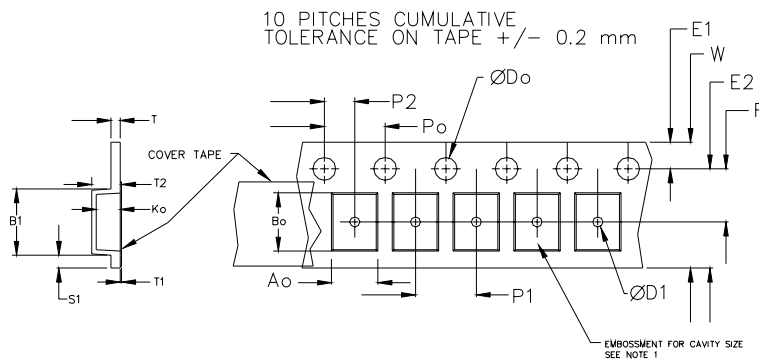 10 PITCHES CUMULATIVE
TOLERANCE ON TAPE +/- 0.2 mm
E1
W
ØDo
E2
P2
F
T
Po
COVER TAPE
T2
B1
Ko
Bo
S1
T1
Ao
P1
ØD1
EMBOSSMENT FOR CAVITY SIZE
SEE NOTE 1